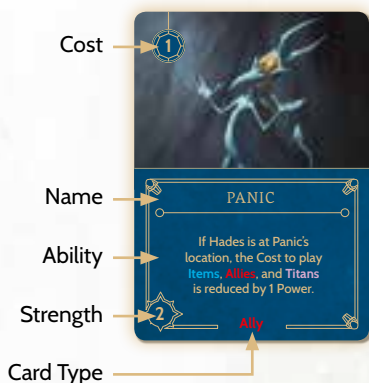 Cost
1
Name
PANIC
Ability
If Hades is at Panic's
location, the Cost to play
Items, Allies, and Titans
is reduced by 1 Power.
Strength
2
Ally
Card Type